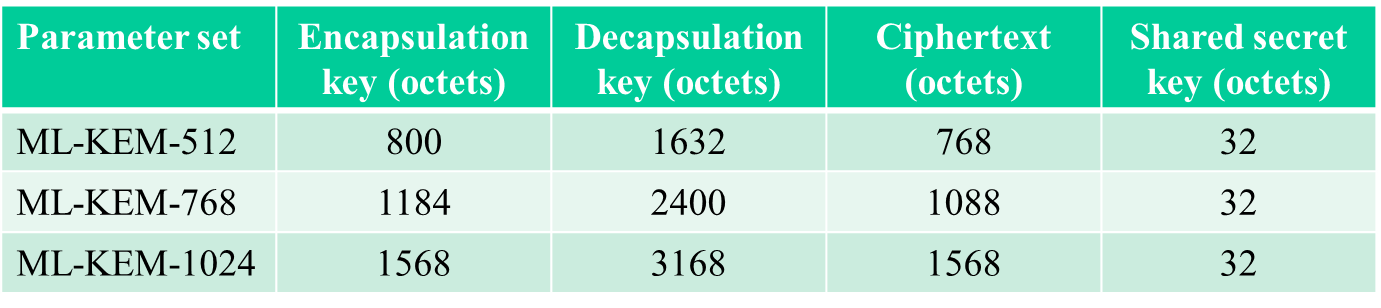 Parameter set Encapsulation key (octets) Decapsulation key (octets) Ciphertext (octets) Shared secret key (octets)
ML-KEM-512 800 1632 768 32
ML-KEM-768 1184 2400 1088 32
ML-KEM-1024 1568 3168 1568 32